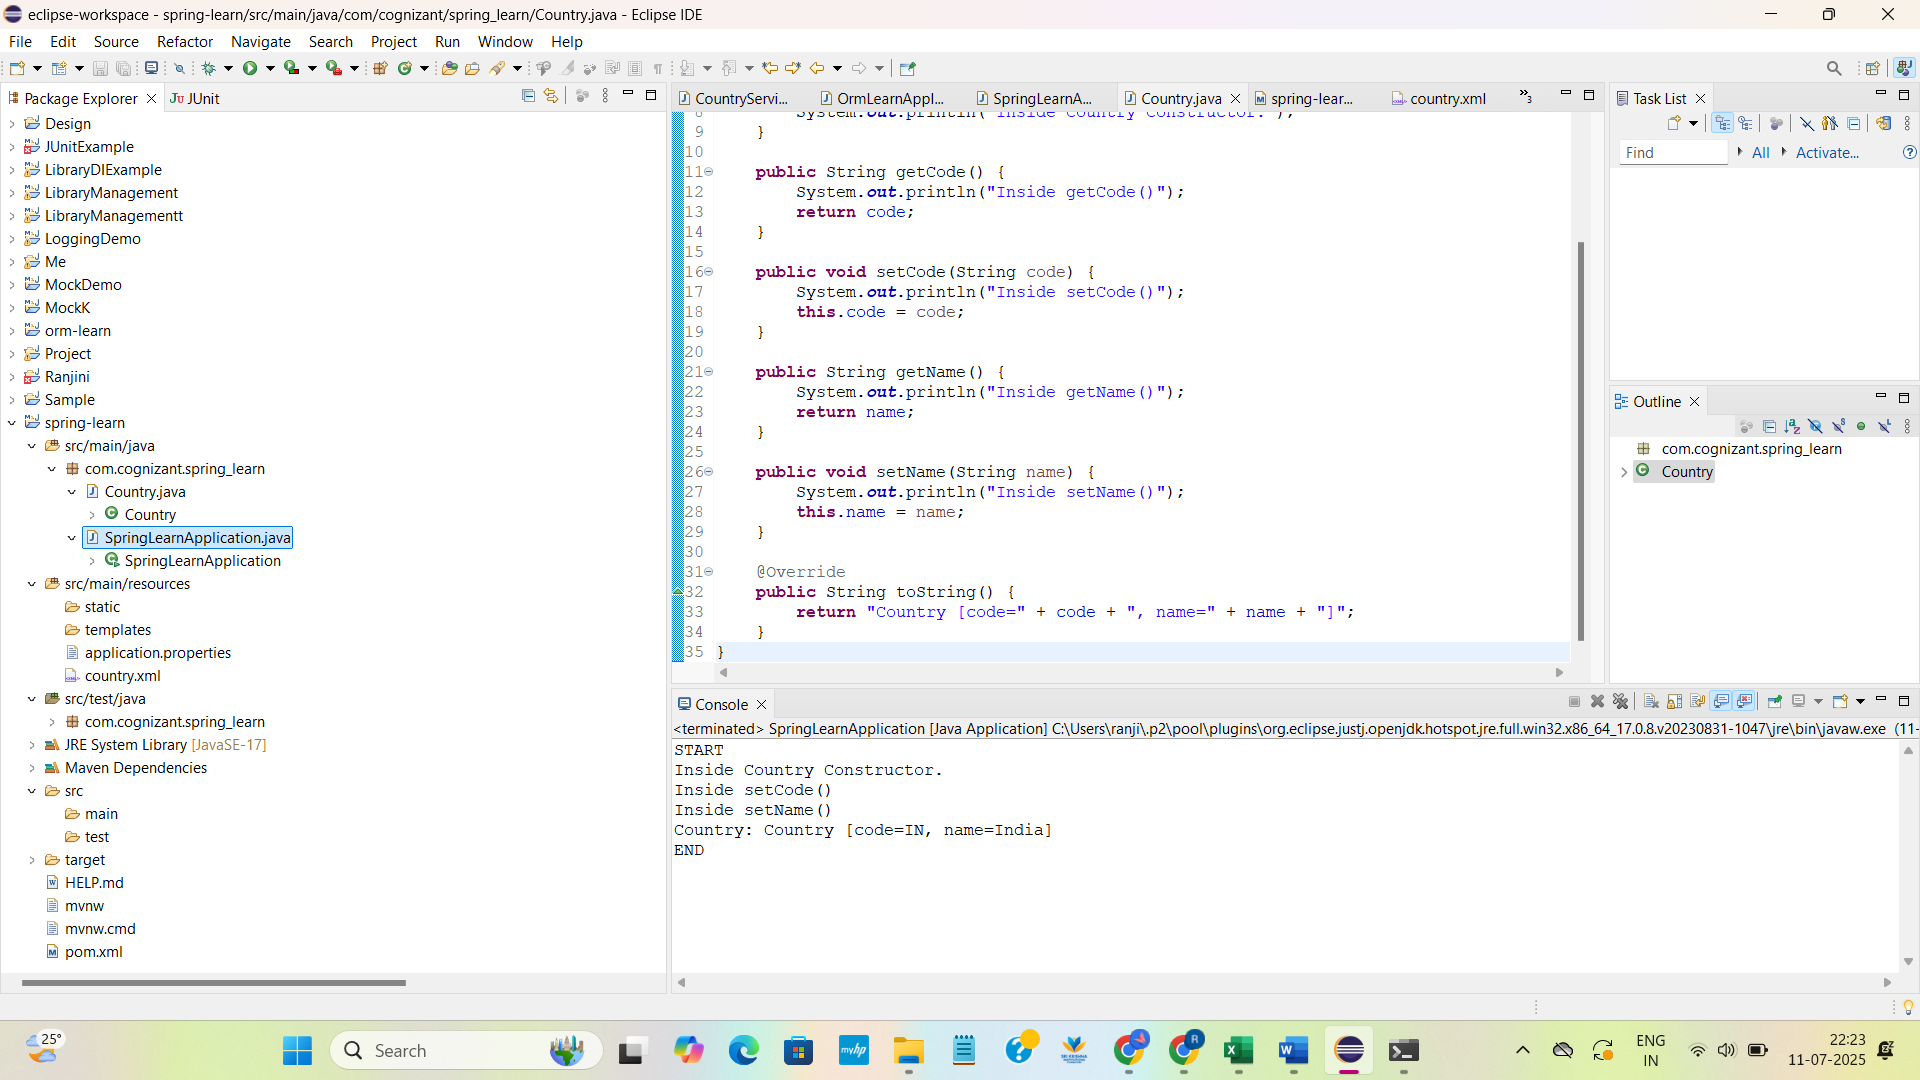 eclipse-workspace - spring-learn/src/main/java/com/cognizant/spring_learn/Country.java - Eclipse IDE
File Edit Source Refactor Navigate Search Project Run Window Help
Package Explorer JUnit
Design
JUnitExample
LibraryDIExample
LibraryManagement
LibraryManagementt
LoggingDemo
Me
MockDemo
MockK
orm-learn
Project
Ranjini
Sample
spring-learn
src/main/java
com.cognizant.spring_learn
Country.java
Country
SpringLearnApplication.java
SpringLearnApplication
src/main/resources
static
templates
application.properties
country.xml
src/test/java
com.cognizant.spring_learn
JRE System Library [JavaSE-17]
Maven Dependencies
src
main
test
target
HELP.md
mvnw
mvnw.cmd
pom.xml
CountryServi... OrmLearnAppl... SpringLearnA... Country.java spring-lear... country.xml »3
8 System.out.println("Inside Country Constructor.");
9 }
10
11 public String getCode() {
12 System.out.println("Inside getCode()");
13 return code;
14 }
15
16 public void setCode(String code) {
17 System.out.println("Inside setCode()");
18 this.code = code;
19 }
20
21 public String getName() {
22 System.out.println("Inside getName()");
23 return name;
24 }
25
26 public void setName(String name) {
27 System.out.println("Inside setName()");
28 this.name = name;
29 }
30
31 @Override
32 public String toString() {
33 return "Country [code=" + code + ", name=" + name + "]";
34 }
35 }
Console
<terminated> SpringLearnApplication [Java Application] C:\Users\ranji\.p2\pool\plugins\org.eclipse.justj.openjdk.hotspot.jre.full.win32.x86_64_17.0.8.v20230831-1047\jre\bin\javaw.exe (11-
START
Inside Country Constructor.
Inside setCode()
Inside setName()
Country: Country [code=IN, name=India]
END
Task List
Find All Activate...
Outline
com.cognizant.spring_learn
Country
25°
Search
myhp
ENG
IN
22:23
11-07-2025